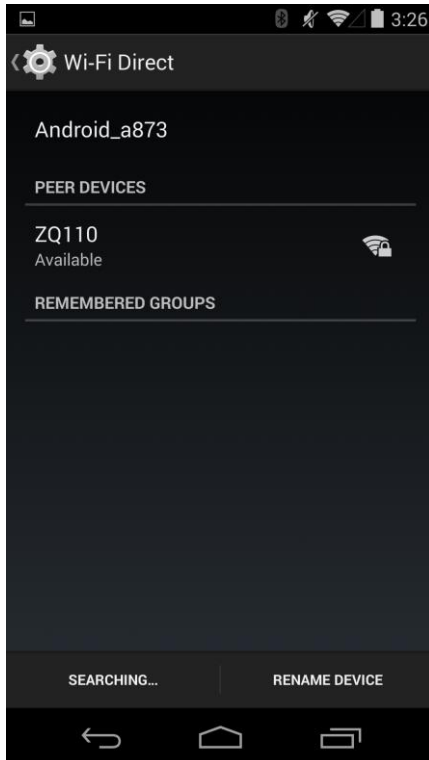 3:26
Wi-Fi Direct
Android_a873
PEER DEVICES
ZQ110
Available
REMEMBERED GROUPS
SEARCHING... RENAME DEVICE